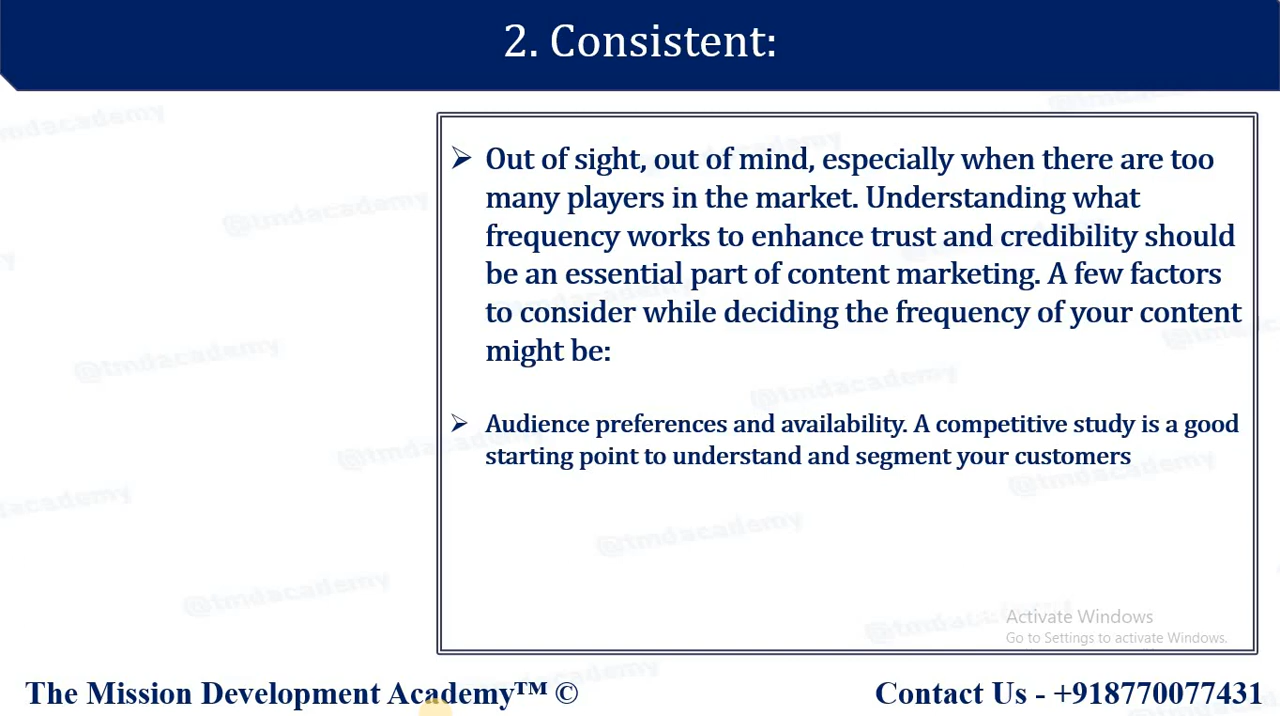 2. Consistent:
@tmdacademy
➢ Out of sight, out of mind, especially when there are too
many players in the market. Understanding what
frequency works to enhance trust and credibility should
be an essential part of content marketing. A few factors
to consider while deciding the frequency of your content
might be:
➢ Audience preferences and availability. A competitive study is a good
starting point to understand and segment your customers
Activate Windows
Go to Settings to activate Windows.
The Mission Development Academy™ ©
Contact Us - +918770077431